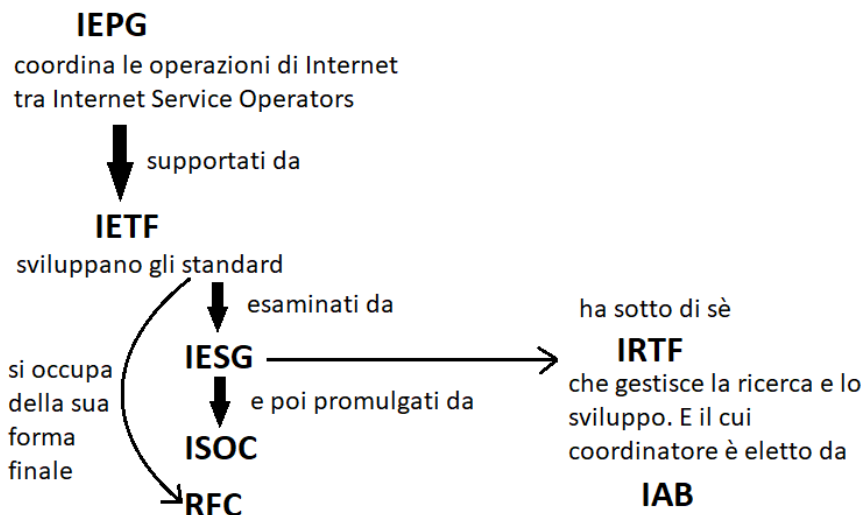 IEPG
coordina le operazioni di Internet
tra Internet Service Operators
supportati da
IETF
sviluppano gli standard
esaminati da
IESG
e poi promulgati da
ISOC
si occupa
della sua
forma
finale
RFC
ha sotto di sè
IRTF
che gestisce la ricerca e lo
sviluppo. E il cui
coordinatore è eletto da
IAB